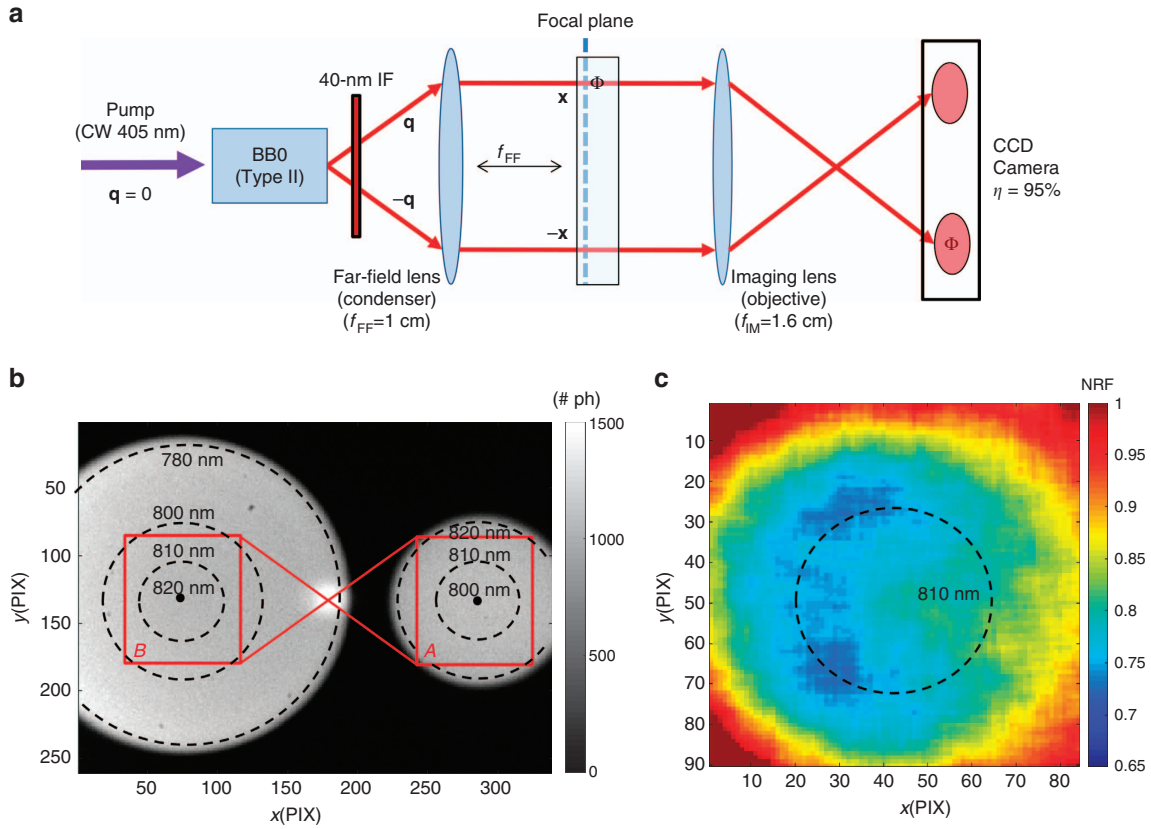 a
Focal plane
40-nm IF
Pump
(CW 405 nm)
q = 0
BB0
(Type II)
q
–q
f_FF
x
–x
Φ
Φ
CCD
Camera
η = 95%
Far-field lens
(condenser)
(f_FF=1 cm)
Imaging lens
(objective)
(f_IM=1.6 cm)
b
(# ph)
1500
1000
500
0
780 nm
800 nm
810 nm
820 nm
B
820 nm
810 nm
800 nm
A
50
100
150
200
250
y(PIX)
50 100 150 200 250 300
x(PIX)
c
NRF
1
0.95
0.9
0.85
0.8
0.75
0.7
0.65
810 nm
10
20
30
40
50
60
70
80
90
y(PIX)
10 20 30 40 50 60 70 80
x(PIX)